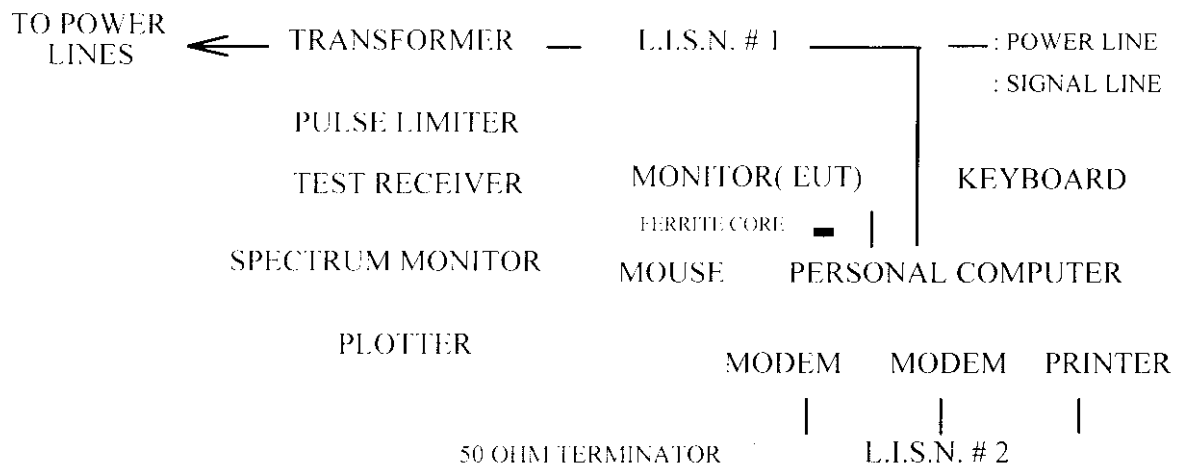 TO POWER LINES
TRANSFORMER
L.I.S.N. # 1
: POWER LINE
: SIGNAL LINE
PULSE LIMITER
TEST RECEIVER
MONITOR( EUT)
KEYBOARD
FERRITE CORE
SPECTRUM MONITOR
MOUSE
PERSONAL COMPUTER
PLOTTER
MODEM
MODEM
PRINTER
50 OHM TERMINATOR
L.I.S.N. # 2